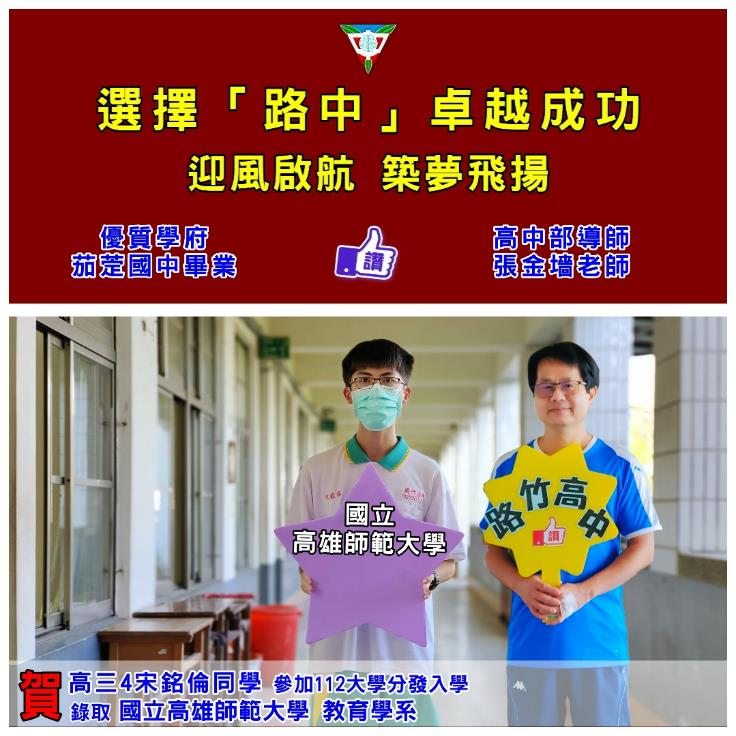 選擇「路中」卓越成功
迎風啟航 築夢飛揚
優質學府
茄萣國中畢業
讚
高中部導師
張金墻老師
國立
高雄師範大學
路竹高中
讚
賀
高三4宋銘倫同學 參加112大學分發入學
錄取 國立高雄師範大學 教育學系